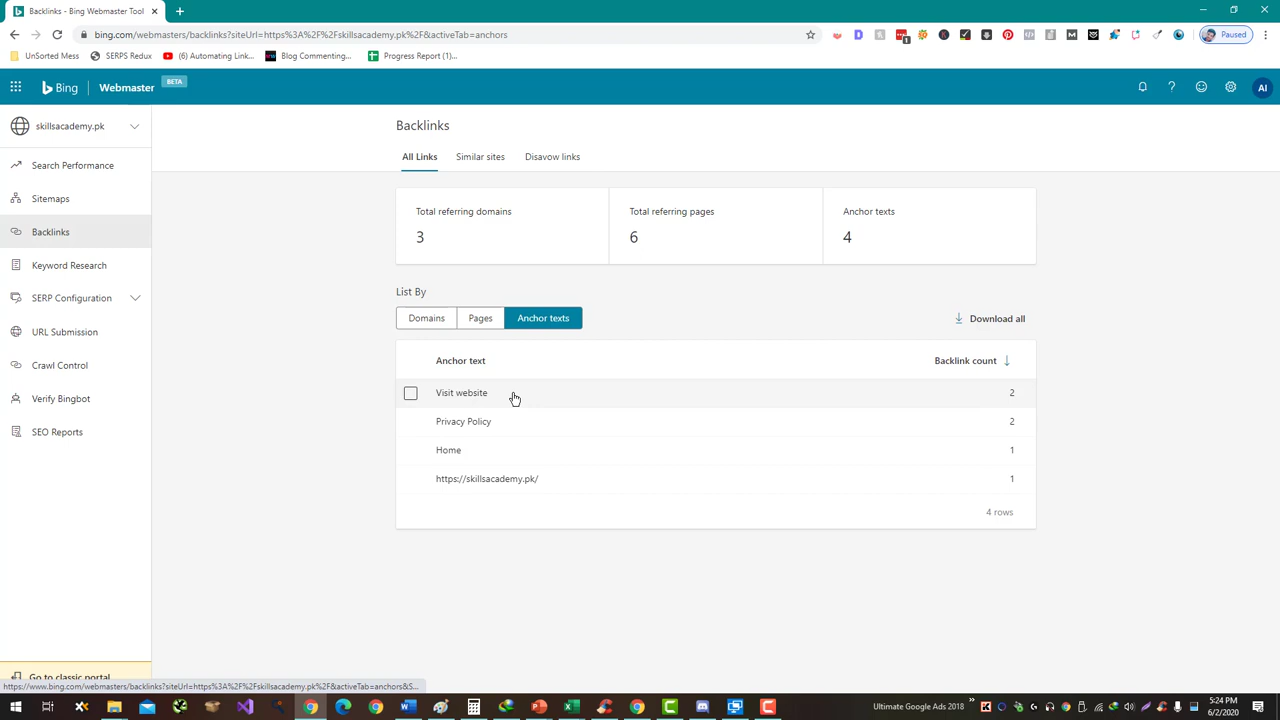 Backlinks - Bing Webmaster Tool
bing.com/webmasters/backlinks?siteUrl=https%3A%2F%2Fskillsacademy.pk%2F&activeTab=anchors
Paused
UnSorted Mess
SERPS Redux
(6) Automating Link...
Blog Commenting...
Progress Report (1)...
Bing
Webmaster
BETA
AI
skillsacademy.pk
Search Performance
Sitemaps
Backlinks
Keyword Research
SERP Configuration
URL Submission
Crawl Control
Verify Bingbot
SEO Reports
Go to classic portal
Backlinks
All Links Similar sites Disavow links
Total referring domains
3
Total referring pages
6
Anchor texts
4
List By
Domains Pages Anchor texts
Download all
Anchor text Backlink count
Visit website 2
Privacy Policy 2
Home 1
https://skillsacademy.pk/ 1
4 rows
https://www.bing.com/webmasters/backlinks?siteUrl=https%3A%2F%2Fskillsacademy.pk%2F&activeTab=anchors&S...
Ultimate Google Ads 2018
5:24 PM
6/2/2020